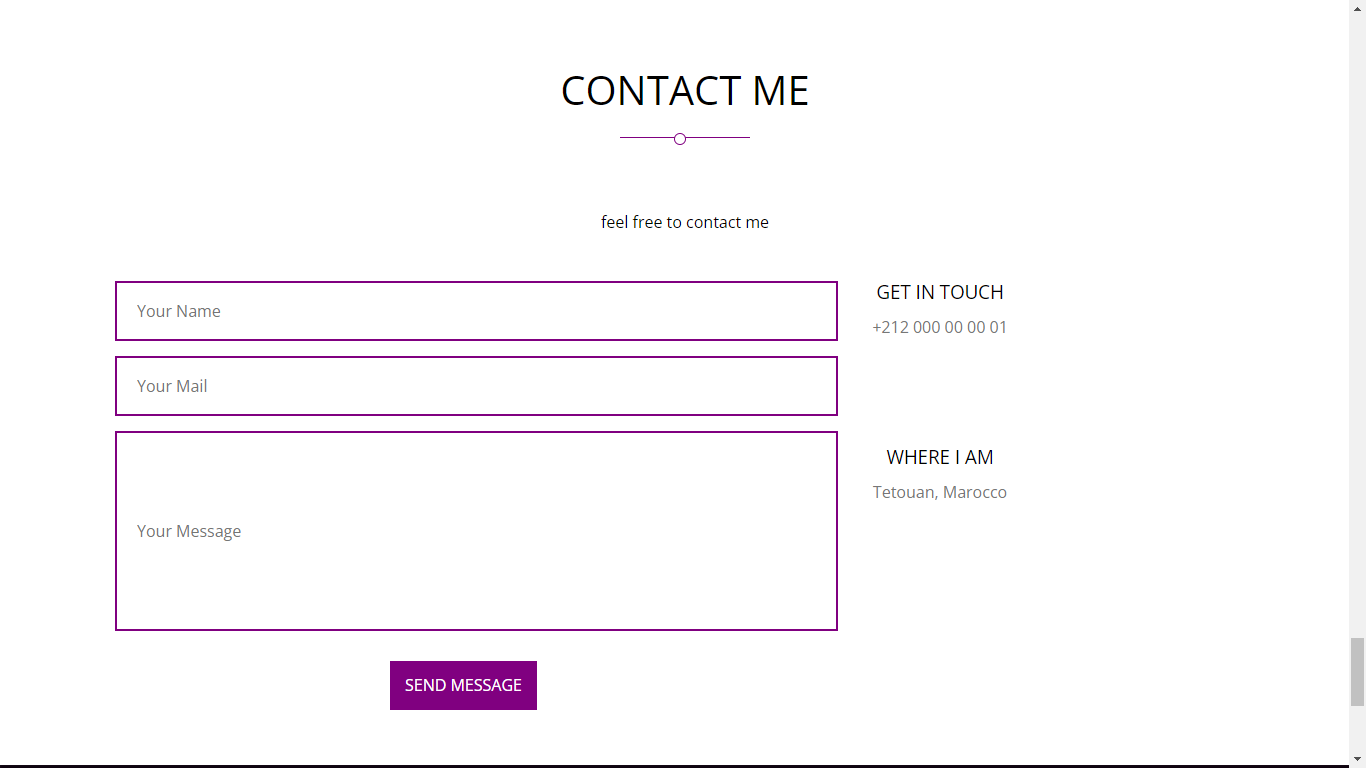 CONTACT ME
feel free to contact me
Your Name
Your Mail
Your Message
SEND MESSAGE
GET IN TOUCH
+212 000 00 00 01
WHERE I AM
Tetouan, Marocco